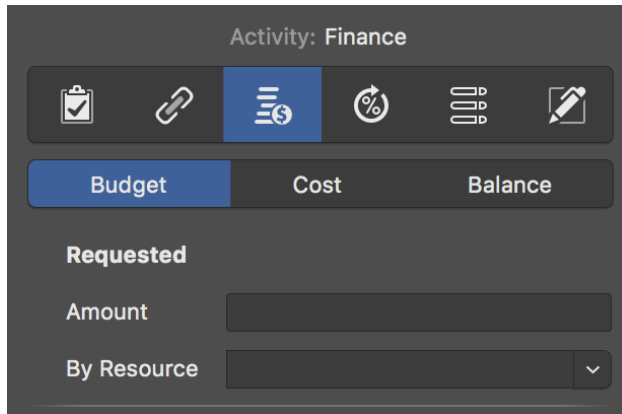 Activity: Finance
Budget Cost Balance
Requested
Amount
By Resource